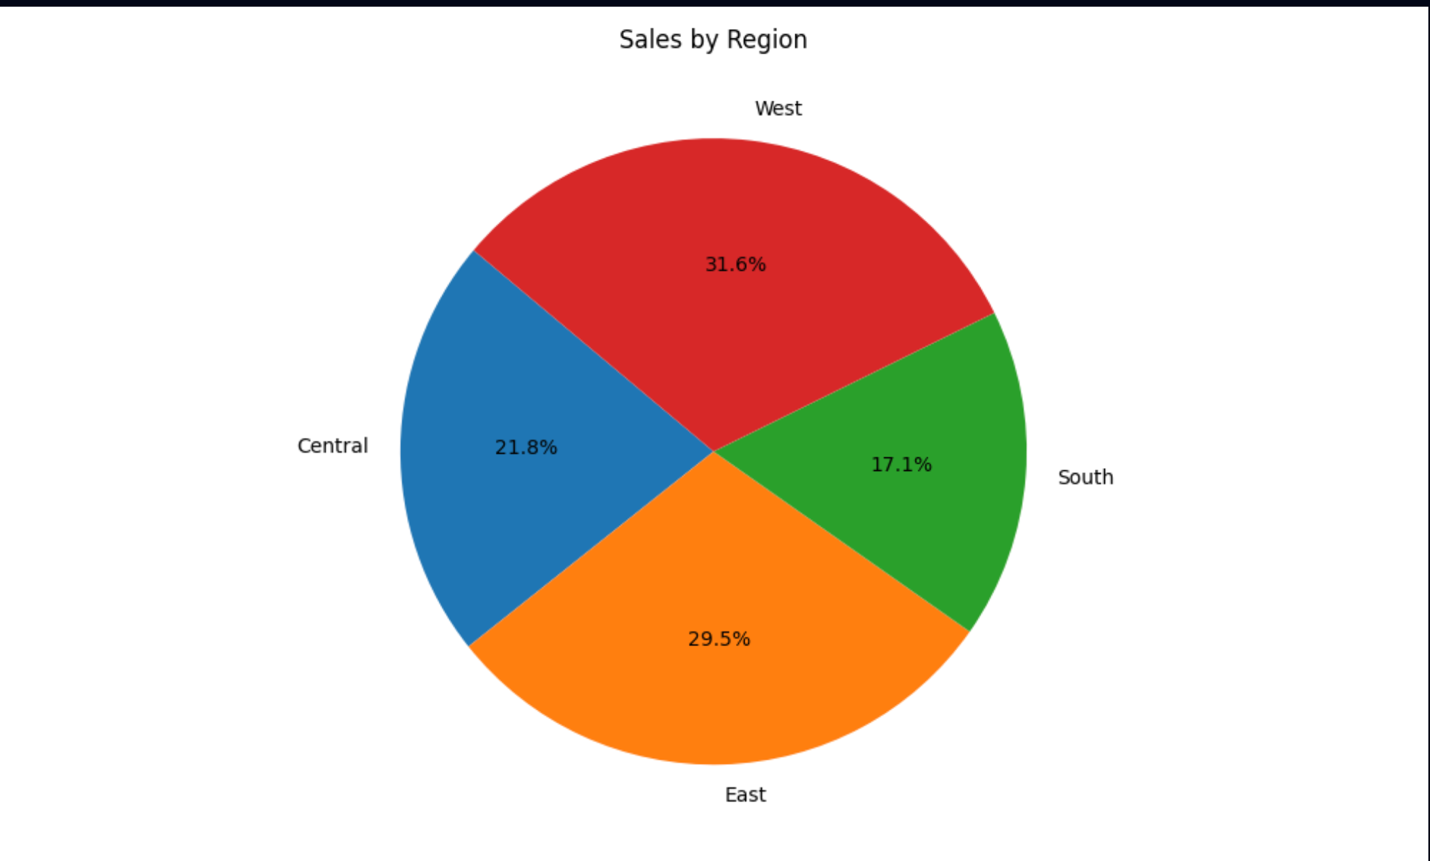 Sales by Region
West
31.6%
Central
21.8%
17.1%
South
29.5%
East